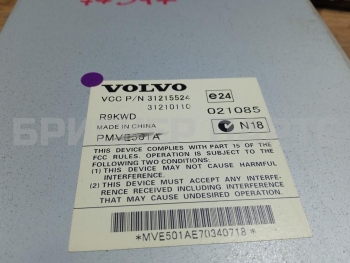 VOLVO
VCC P/N 31215524
31210110
e24
021085
R9KWD
MADE IN CHINA
PMVE501A
N18
THIS DEVICE COMPLIES WITH PART 15 OF THE
FCC RULES. OPERATION IS SUBJECT TO THE
FOLLOWING TWO CONDITIONS:
(1) THIS DEVICE MAY NOT CAUSE HARMFUL
INTERFERENCE, AND
(2) THIS DEVICE MUST ACCEPT ANY INTERFE-
RENCE RECEIVED INCLUDING INTERFERENCE
THAT MAY CAUSE UNDESIRED OPERATION.
*MVE501AE70340718*